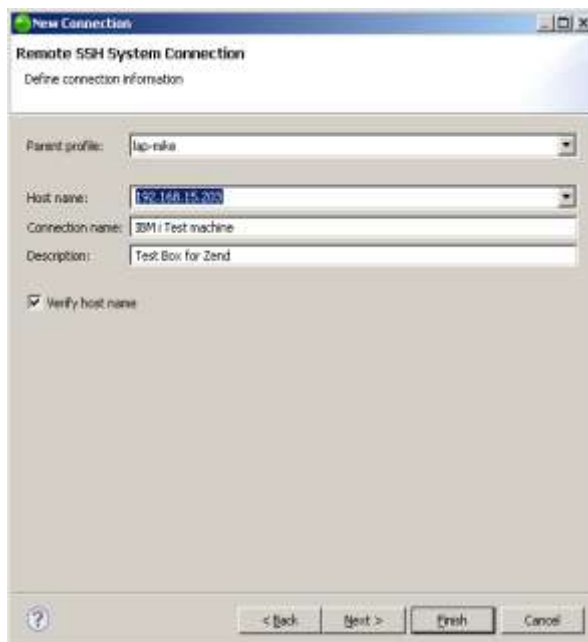 New Connection
Remote SSH System Connection
Define connection information
Parent profile: lap-mike
Host name: 192.168.15.203
Connection name: IBM i Test machine
Description: Test Box for Zend
Verify host name
< Back Next > Finish Cancel